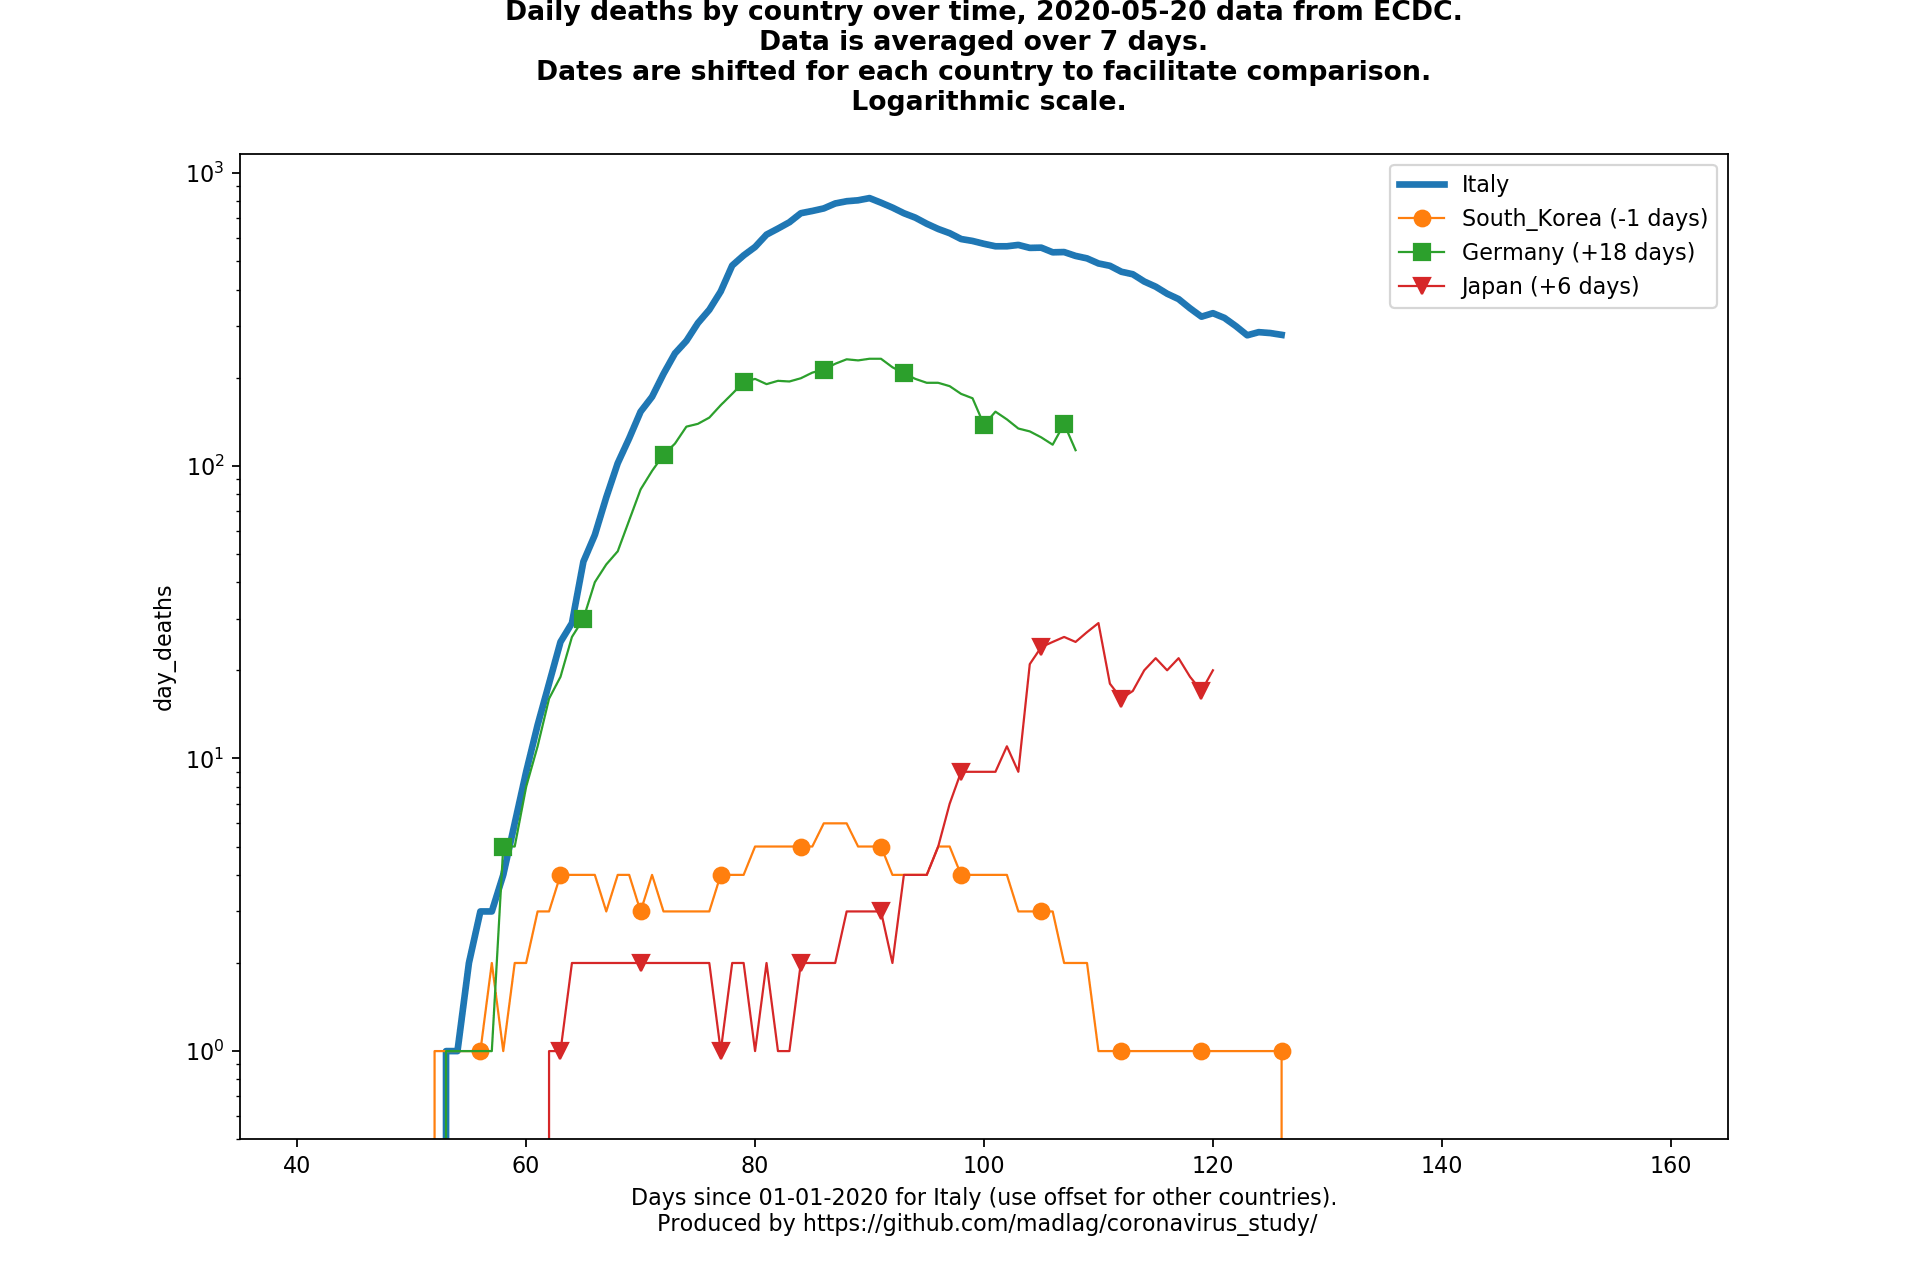 Daily deaths by country over time, 2020-05-20 data from ECDC.
Data is averaged over 7 days.
Dates are shifted for each country to facilitate comparison.
Logarithmic scale.
10³
10²
10¹
10⁰
day_deaths
Italy
South_Korea (-1 days)
Germany (+18 days)
Japan (+6 days)
40 60 80 100 120 140 160
Days since 01-01-2020 for Italy (use offset for other countries).
Produced by https://github.com/madlag/coronavirus_study/